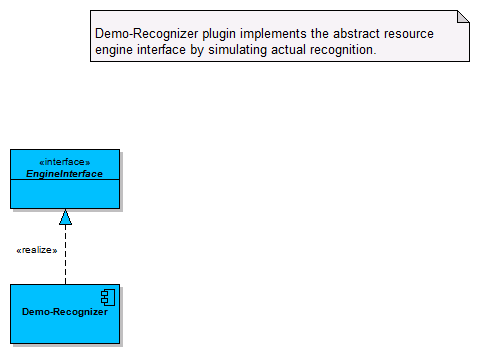 Demo-Recognizer plugin implements the abstract resource
engine interface by simulating actual recognition.
«interface»
EngineInterface
«realize»
Demo-Recognizer